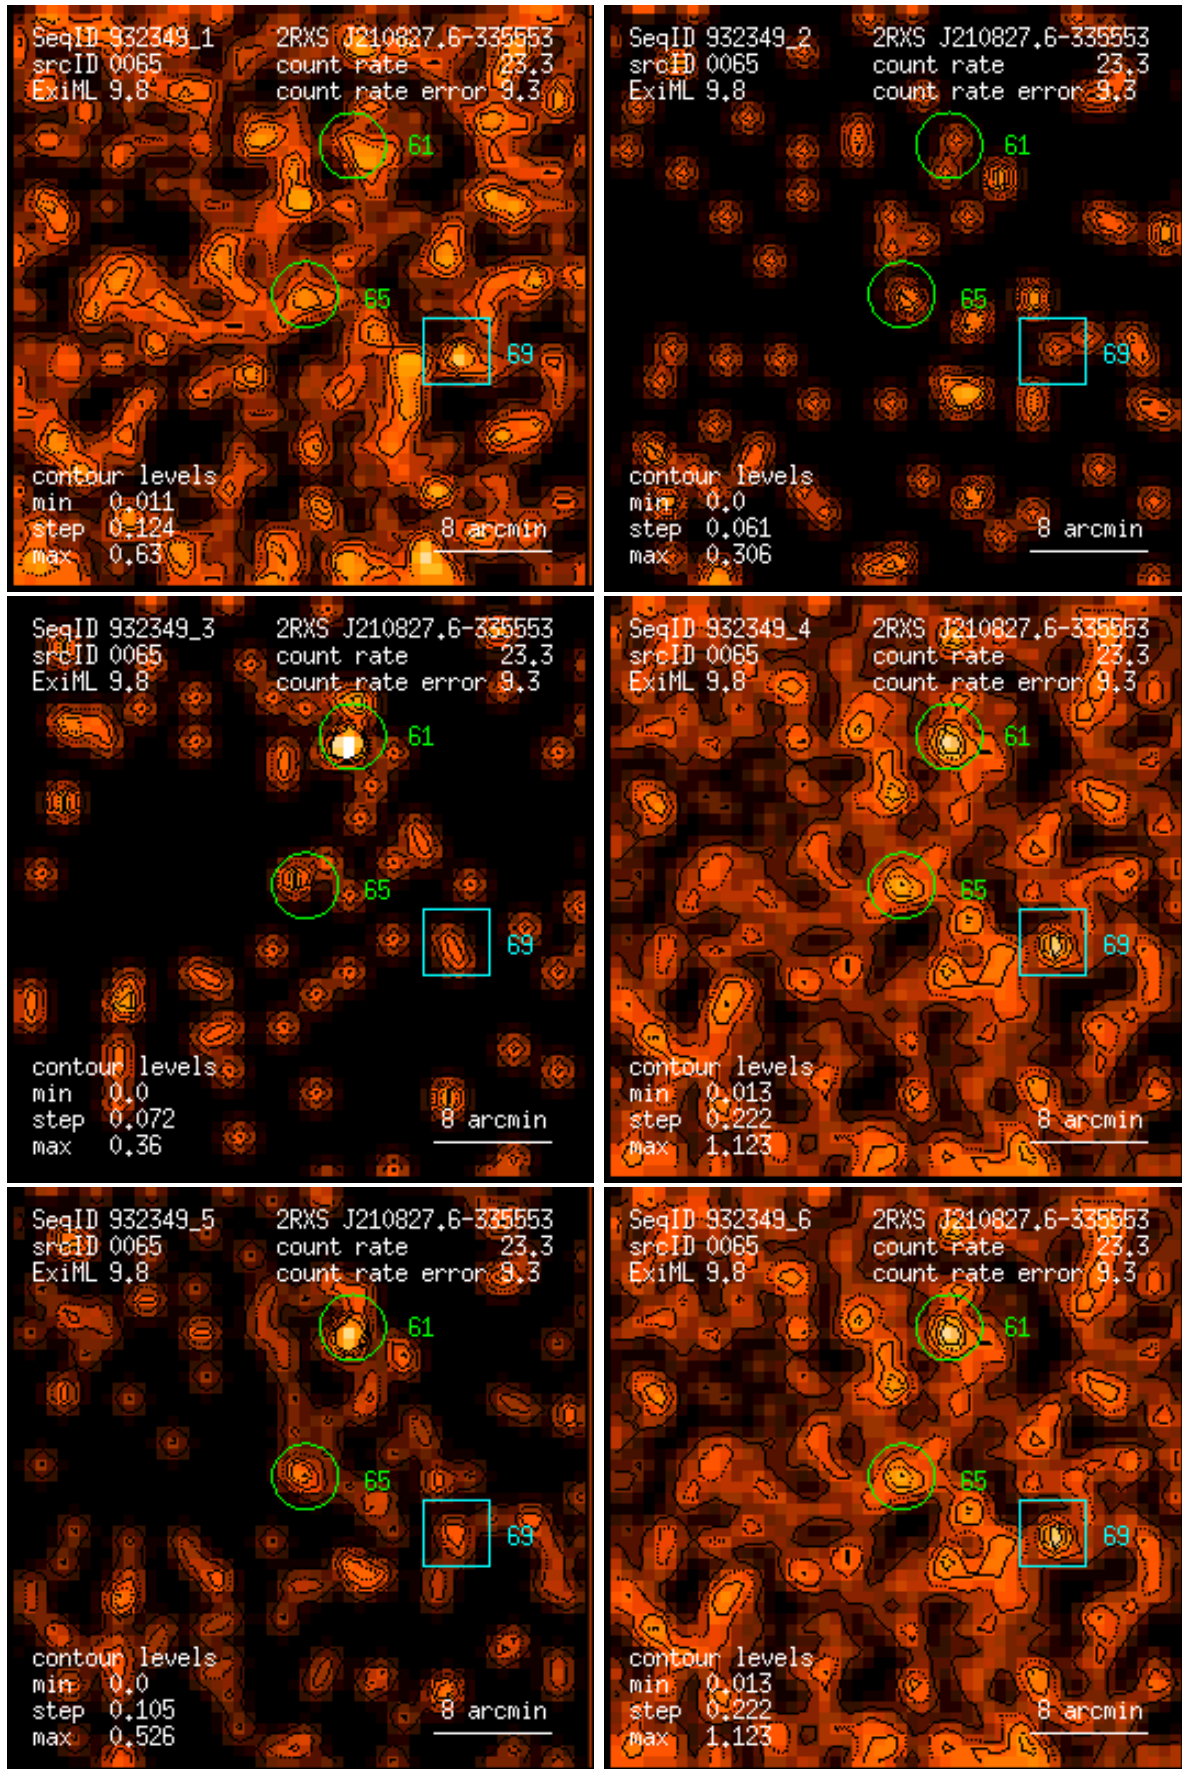 SeqID 932349_1 2RXS J210827.6-335553
srcID 0065 count rate 23.3
ExiML 9.8 count rate error 9.3
61
65
69
contour levels
min 0.011
step 0.124
max 0.63
8 arcmin
SeqID 932349_2 2RXS J210827.6-335553
srcID 0065 count rate 23.3
ExiML 9.8 count rate error 9.3
61
65
69
contour levels
min 0.0
step 0.061
max 0.306
8 arcmin
SeqID 932349_3 2RXS J210827.6-335553
srcID 0065 count rate 23.3
ExiML 9.8 count rate error 9.3
61
65
69
contour levels
min 0.0
step 0.072
max 0.36
8 arcmin
SeqID 932349_4 2RXS J210827.6-335553
srcID 0065 count rate 23.3
ExiML 9.8 count rate error 9.3
61
65
69
contour levels
min 0.013
step 0.222
max 1.123
8 arcmin
SeqID 932349_5 2RXS J210827.6-335553
srcID 0065 count rate 23.3
ExiML 9.8 count rate error 9.3
61
65
69
contour levels
min 0.0
step 0.105
max 0.526
8 arcmin
SeqID 932349_6 2RXS J210827.6-335553
srcID 0065 count rate 23.3
ExiML 9.8 count rate error 9.3
61
65
69
contour levels
min 0.013
step 0.222
max 1.123
8 arcmin